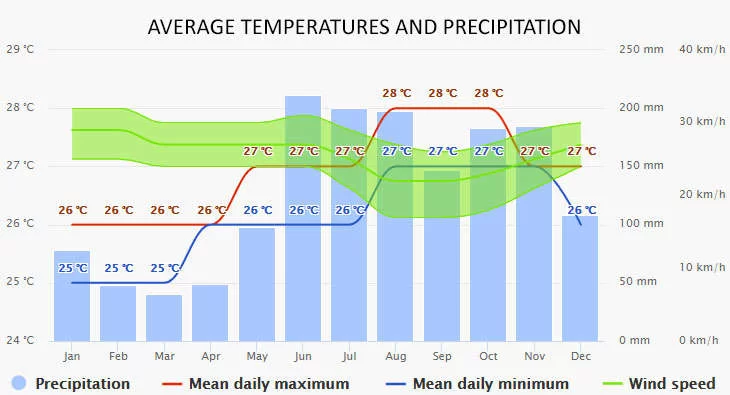 AVERAGE TEMPERATURES AND PRECIPITATION
29 °C 250 mm 40 km/h
28 °C 28 °C 28 °C 28 °C 200 mm 30 km/h
27 °C 27 °C 27 °C 27 °C 27 °C 27 °C 27 °C 27 °C 27 °C 150 mm
20 km/h
26 °C 26 °C 26 °C 26 °C 26 °C 26 °C 26 °C 26 °C 26 °C 100 mm
25 °C 25 °C 25 °C 25 °C 50 mm 10 km/h
24 °C 0 mm 0 km/h
Jan Feb Mar Apr May Jun Jul Aug Sep Oct Nov Dec
Precipitation Mean daily maximum Mean daily minimum Wind speed